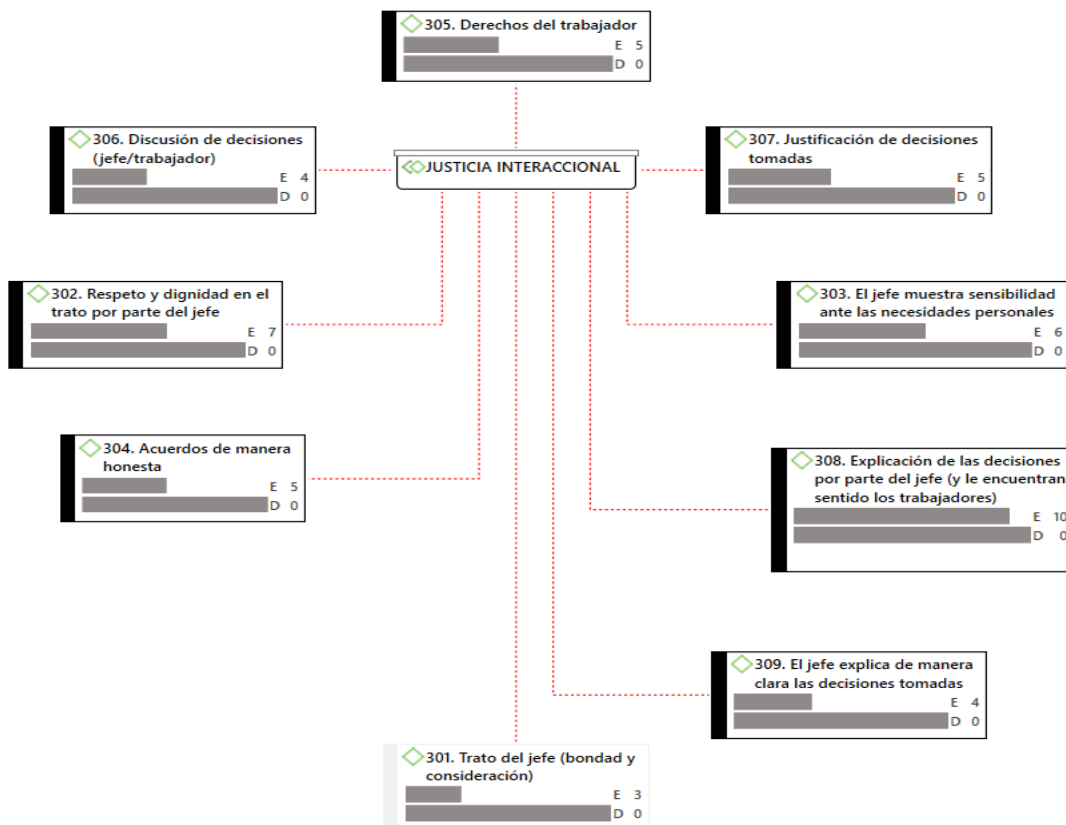 305. Derechos del trabajador
E 5
D 0
306. Discusión de decisiones
(jefe/trabajador)
E 4
D 0
JUSTICIA INTERACCIONAL
307. Justificación de decisiones
tomadas
E 5
D 0
302. Respeto y dignidad en el
trato por parte del jefe
E 7
D 0
303. El jefe muestra sensibilidad
ante las necesidades personales
E 6
D 0
304. Acuerdos de manera
honesta
E 5
D 0
308. Explicación de las decisiones
por parte del jefe (y le encuentran
sentido los trabajadores)
E 10
D 0
309. El jefe explica de manera
clara las decisiones tomadas
E 4
D 0
301. Trato del jefe (bondad y
consideración)
E 3
D 0